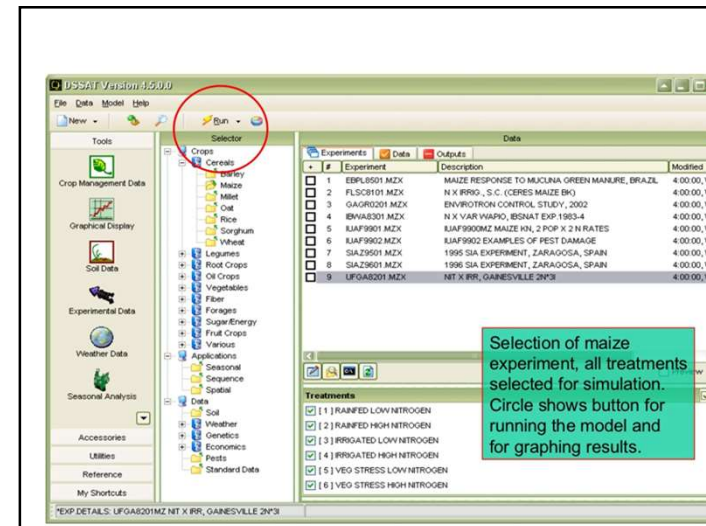 DSSAT Version 4.5.0.0
File Data Model Help
New Run
Tools
Crop Management Data
Graphical Display
Soil Data
Experimental Data
Weather Data
Seasonal Analysis
Accessories
Utilities
Reference
My Shortcuts
Selector
Crops
Cereals
Barley
Maize
Millet
Oat
Rice
Sorghum
Wheat
Legumes
Root Crops
Oil Crops
Vegetables
Fiber
Forages
Sugar/Energy
Fruit Crops
Various
Applications
Seasonal
Sequence
Spatial
Data
Soil
Weather
Genetics
Economics
Pests
Standard Data
Data
Experiments Data Outputs
+ # Experiment Description Modified
1 EBPL8501.MZX MAIZE RESPONSE TO MUCUNA GREEN MANURE, BRAZIL 4:00:00,
2 FLSC8101.MZX N X IRRIG., S.C. (CERES MAIZE BK) 4:00:00,
3 GAGR0201.MZX ENVIROTRON CONTROL STUDY, 2002 4:00:00,
4 IBWA8301.MZX N X VAR WAPIO, IBSNAT EXP.1983-4 4:00:00,
5 IUAF9901.MZX IUAF9900MZ MAIZE KN, 2 POP X 2 N RATES 4:00:00,
6 IUAF9902.MZX IUAF9902 EXAMPLES OF PEST DAMAGE 4:00:00,
7 SIAZ9501.MZX 1995 SIA EXPERIMENT, ZARAGOSA, SPAIN 4:00:00,
8 SIAZ9601.MZX 1996 SIA EXPERIMENT, ZARAGOSA, SPAIN 4:00:00,
9 UFGA8201.MZX NIT X IRR, GAINESVILLE 2N*3I 4:00:00,
Preview
Treatments
[ 1 ] RAINFED LOW NITROGEN
[ 2 ] RAINFED HIGH NITROGEN
[ 3 ] IRRIGATED LOW NITROGEN
[ 4 ] IRRIGATED HIGH NITROGEN
[ 5 ] VEG STRESS LOW NITROGEN
[ 6 ] VEG STRESS HIGH NITROGEN
Selection of maize
experiment, all treatments
selected for simulation.
Circle shows button for
running the model and
for graphing results.
*EXP.DETAILS: UFGA8201MZ NIT X IRR, GAINESVILLE 2N*3I